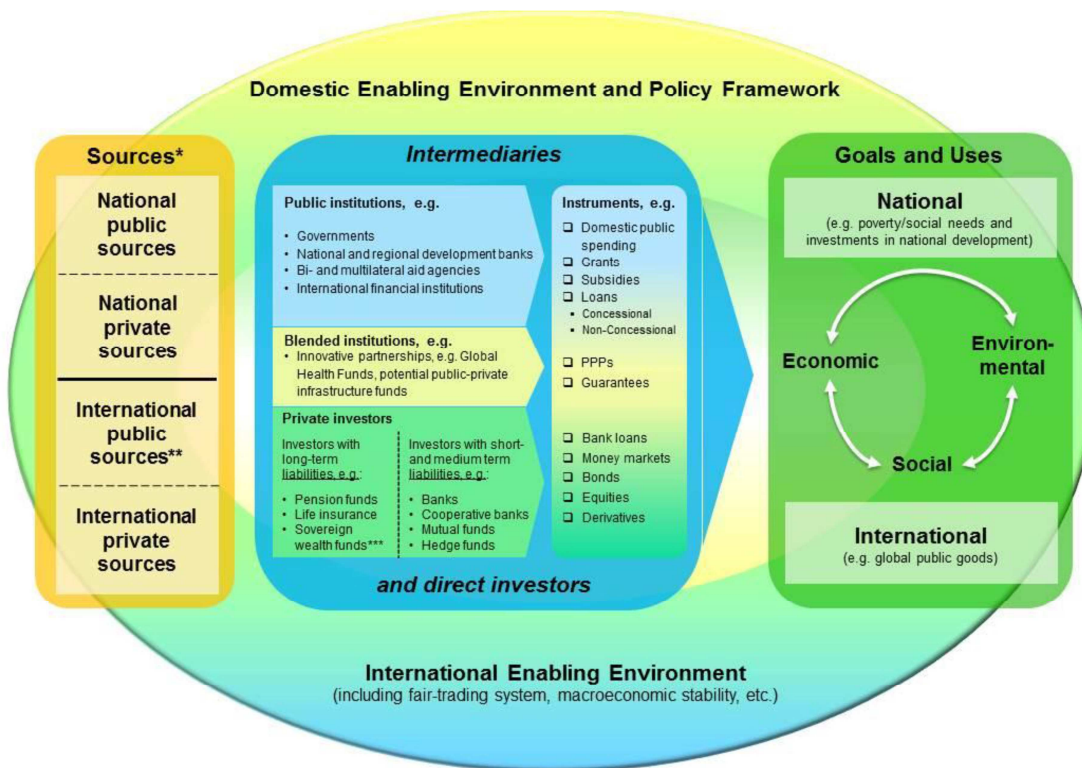 Domestic Enabling Environment and Policy Framework
Sources*
National
public
sources
National
private
sources
International
public
sources**
International
private
sources
Intermediaries
Public institutions, e.g.
• Governments
• National and regional development banks
• Bi- and multilateral aid agencies
• International financial institutions
Blended institutions, e.g.
• Innovative partnerships, e.g. Global
Health Funds, potential public-private
infrastructure funds
Private investors
Investors with
long-term
liabilities, e.g.:
• Pension funds
• Life insurance
• Sovereign
wealth funds***
Investors with short-
and medium term
liabilities, e.g.:
• Banks
• Cooperative banks
• Mutual funds
• Hedge funds
Instruments, e.g.
❑ Domestic public
spending
❑ Grants
❑ Subsidies
❑ Loans
▪ Concessional
▪ Non-Concessional
❑ PPPs
❑ Guarantees
❑ Bank loans
❑ Money markets
❑ Bonds
❑ Equities
❑ Derivatives
and direct investors
Goals and Uses
National
(e.g. poverty/social needs and
investments in national development)
Economic
Environ-
mental
Social
International
(e.g. global public goods)
International Enabling Environment
(including fair-trading system, macroeconomic stability, etc.)